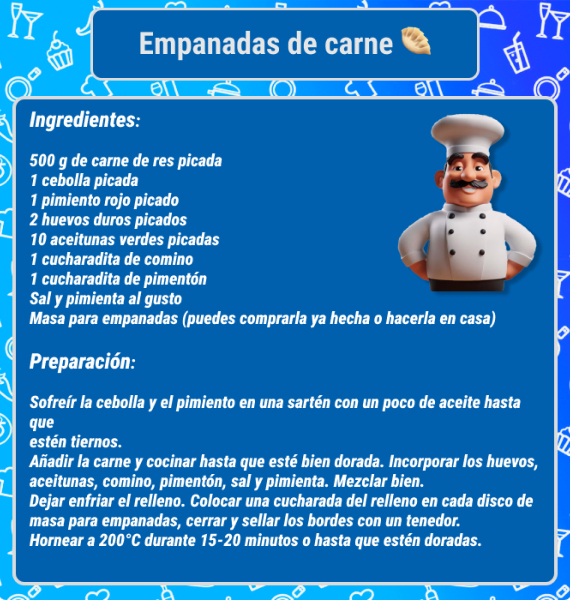 Empanadas de carne 🥟
Ingredientes:
500 g de carne de res picada
1 cebolla picada
1 pimiento rojo picado
2 huevos duros picados
10 aceitunas verdes picadas
1 cucharadita de comino
1 cucharadita de pimentón
Sal y pimienta al gusto
Masa para empanadas (puedes comprarla ya hecha o hacerla en casa)
Preparación:
Sofreír la cebolla y el pimiento en una sartén con un poco de aceite hasta
que
estén tiernos.
Añadir la carne y cocinar hasta que esté bien dorada. Incorporar los huevos,
aceitunas, comino, pimentón, sal y pimienta. Mezclar bien.
Dejar enfriar el relleno. Colocar una cucharada del relleno en cada disco de
masa para empanadas, cerrar y sellar los bordes con un tenedor.
Hornear a 200°C durante 15-20 minutos o hasta que estén doradas.